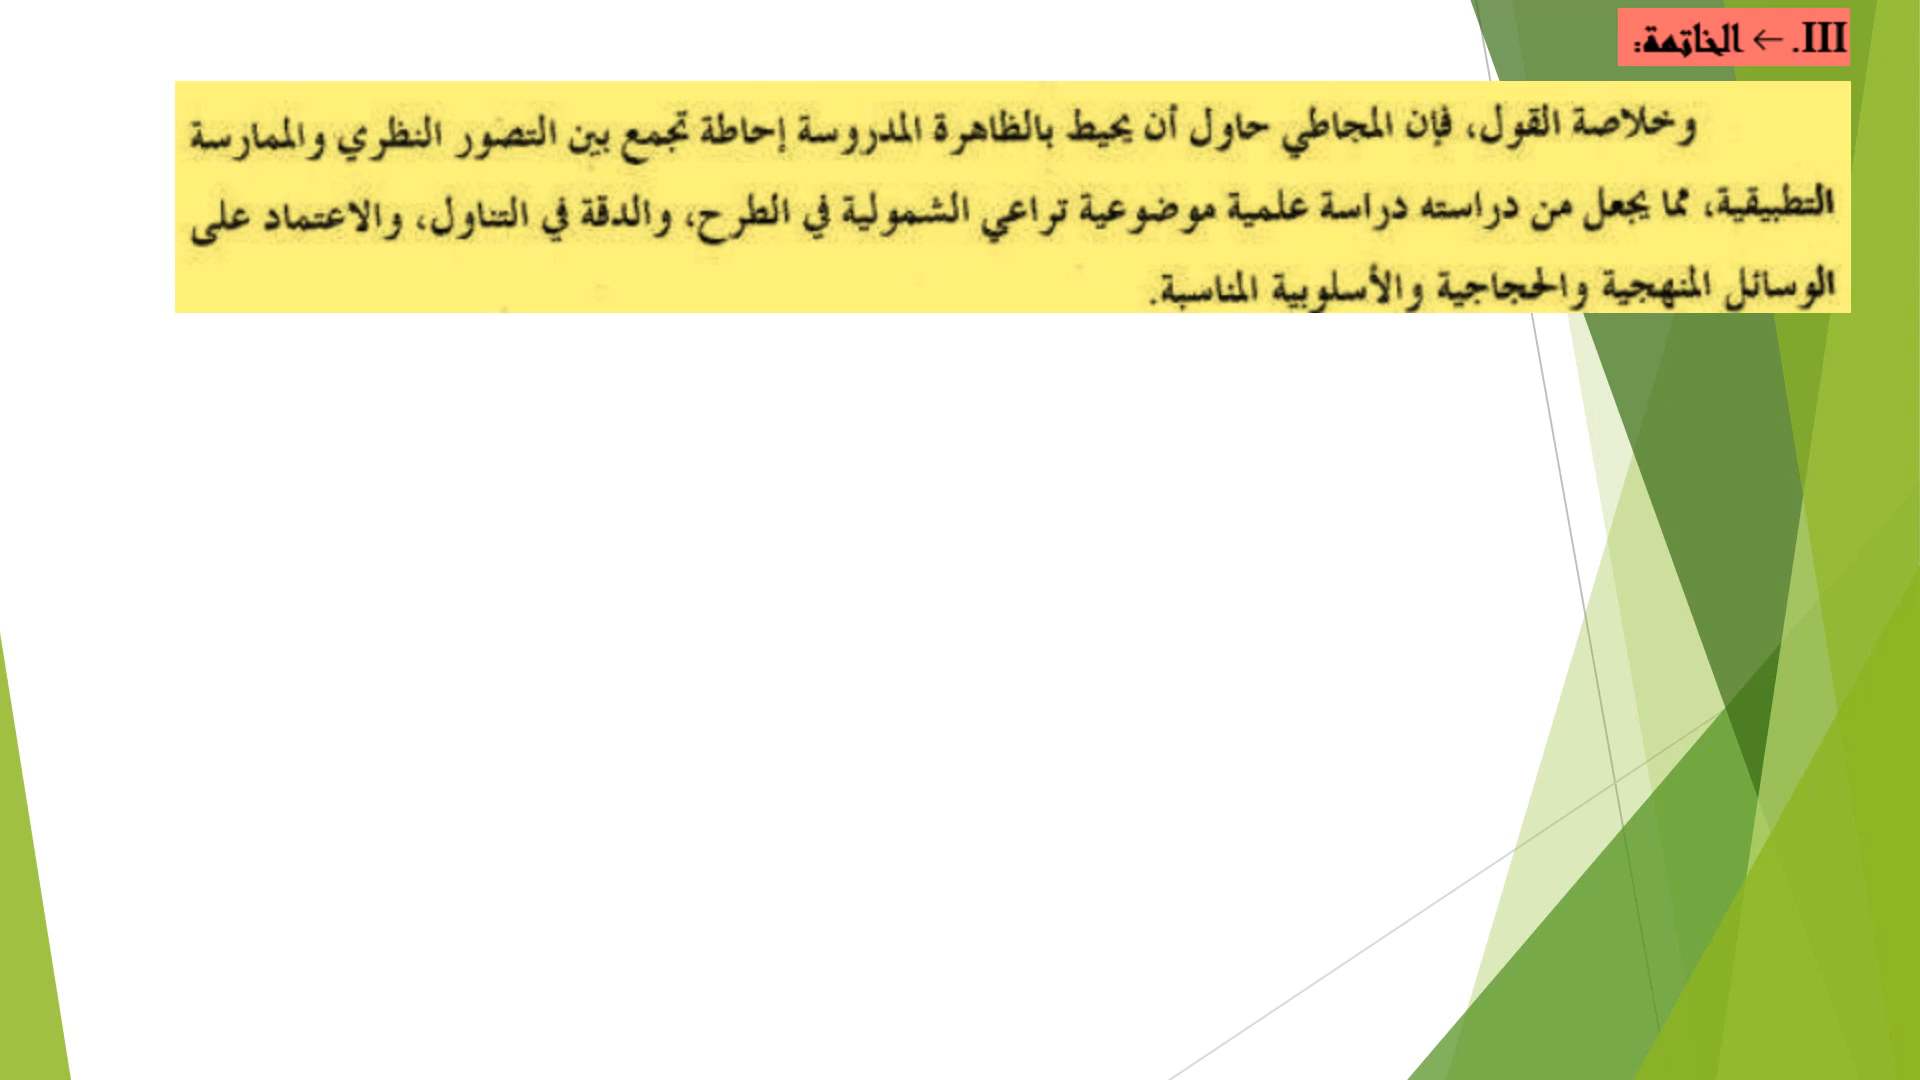 III. ← الخاتمة:
وخلاصة القول، فإن المجاطي حاول أن يحيط بالظاهرة المدروسة إحاطة تجمع بين التصور النظري والممارسة
التطبيقية، مما يجعل من دراسته دراسة علمية موضوعية تراعي الشمولية في الطرح، والدقة في التناول، والاعتماد على
الوسائل المنهجية والحجاجية والأسلوبية المناسبة.